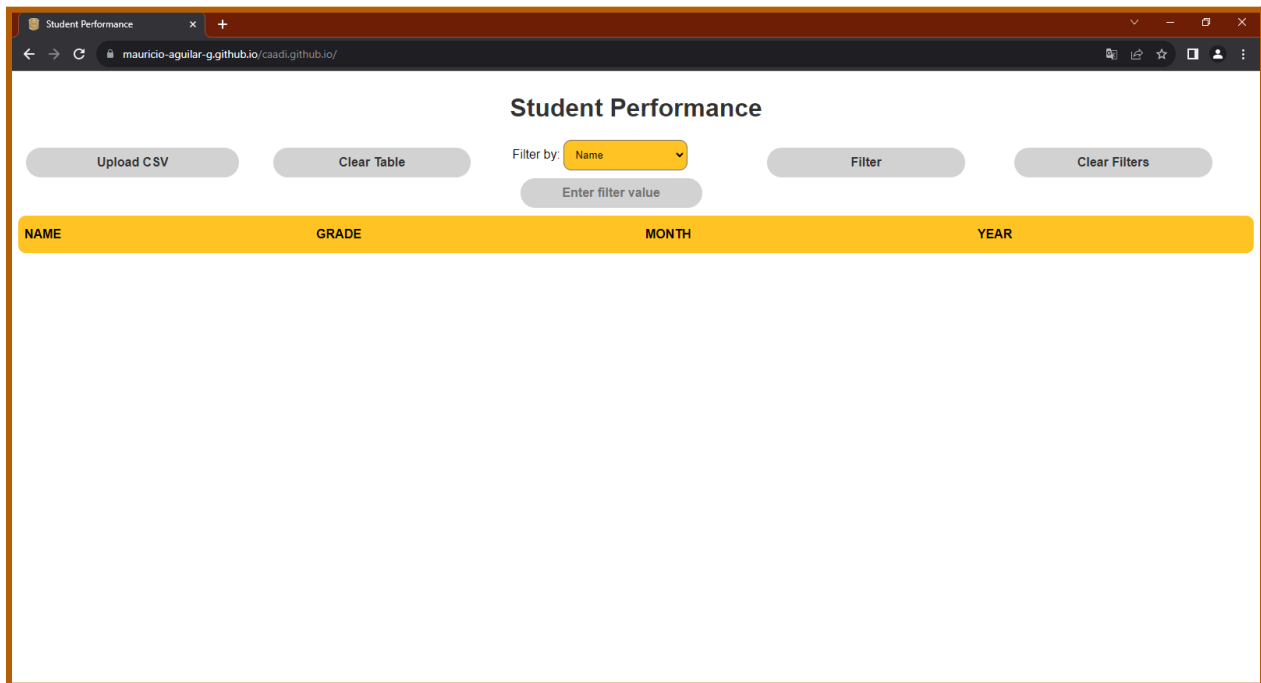 Student Performance
mauricio-aguilar-g.github.io/caadi.github.io/
Student Performance
Upload CSV
Clear Table
Filter by: Name
Enter filter value
Filter
Clear Filters
NAME GRADE MONTH YEAR